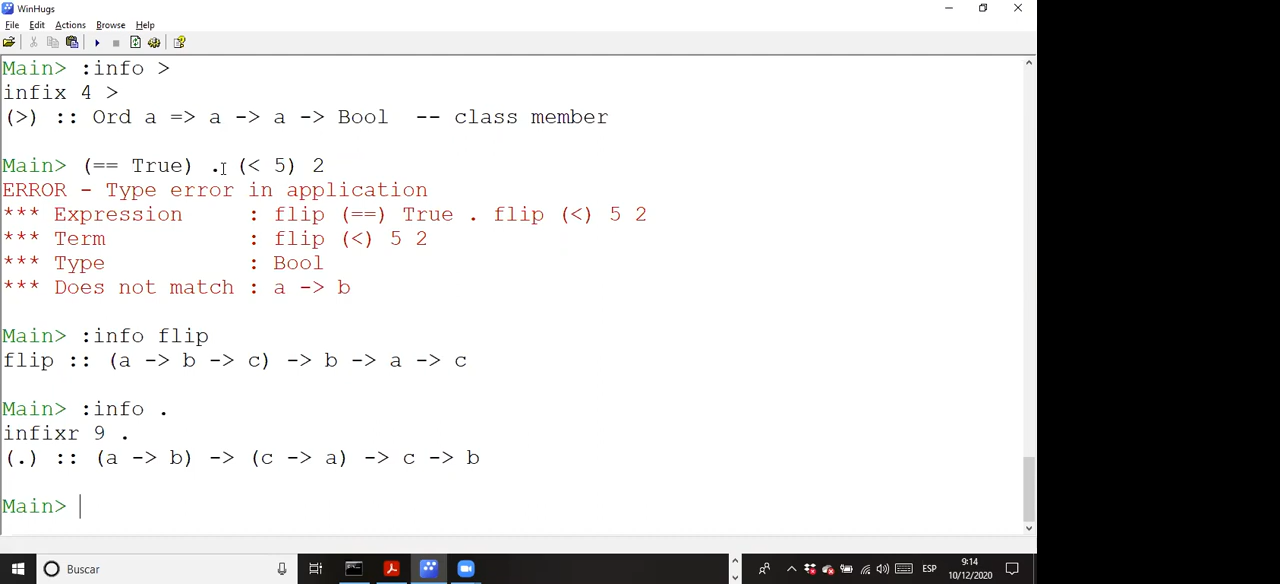 WinHugs
File Edit Actions Browse Help
Main> :info >
infix 4 >
(>) :: Ord a => a -> a -> Bool  -- class member
Main> (== True) . (< 5) 2
ERROR - Type error in application
*** Expression     : flip (==) True . flip (<) 5 2
*** Term           : flip (<) 5 2
*** Type           : Bool
*** Does not match : a -> b
Main> :info flip
flip :: (a -> b -> c) -> b -> a -> c
Main> :info .
infixr 9 .
(.) :: (a -> b) -> (c -> a) -> c -> b
Main>
Buscar
ESP
9:14
10/12/2020